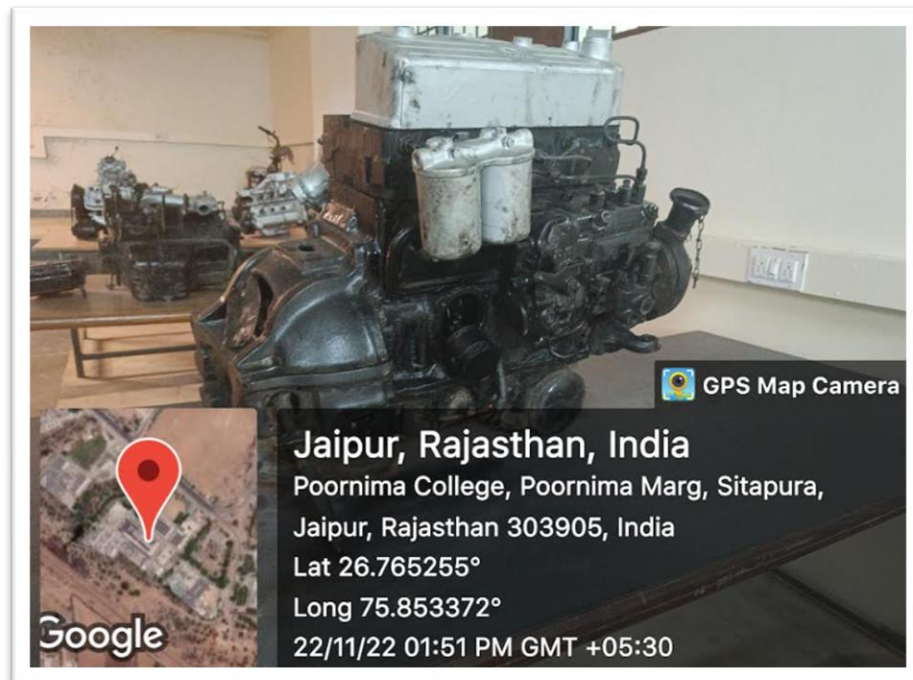 GPS Map Camera
Jaipur, Rajasthan, India
Poornima College, Poornima Marg, Sitapura,
Jaipur, Rajasthan 303905, India
Lat 26.765255°
Long 75.853372°
22/11/22 01:51 PM GMT +05:30
Google